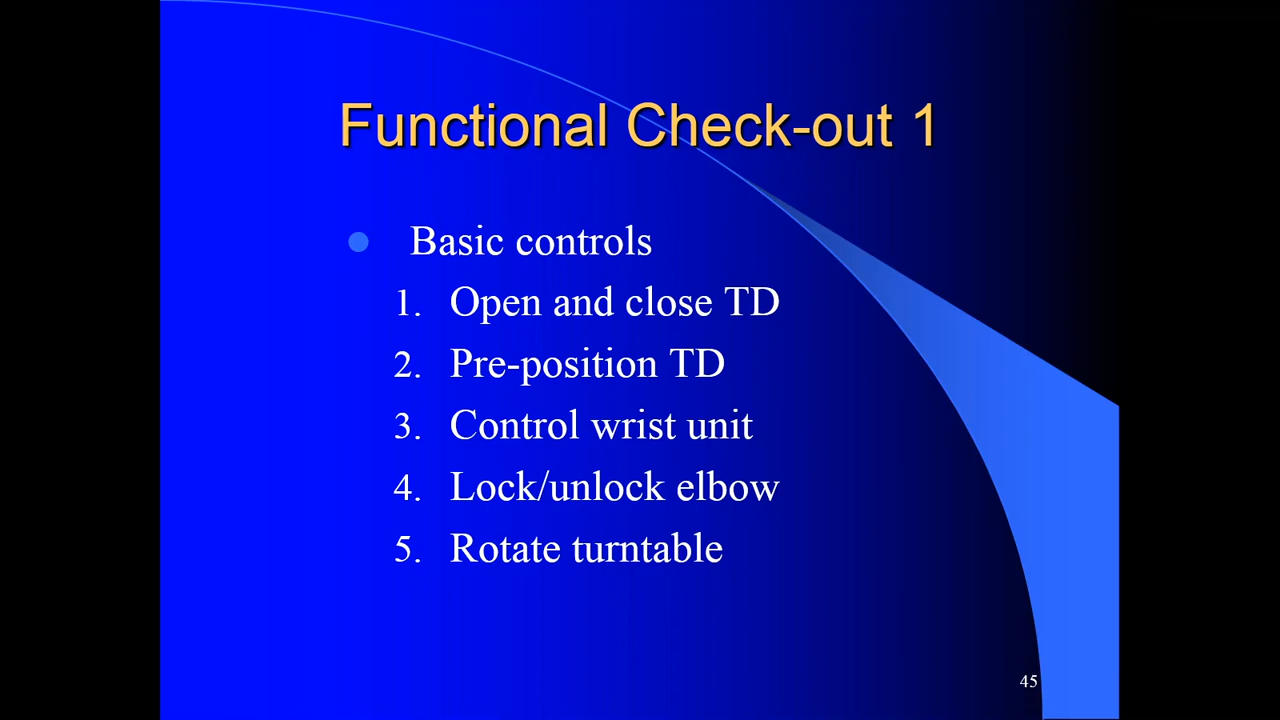 Functional Check-out 1
Basic controls
1. Open and close TD
2. Pre-position TD
3. Control wrist unit
4. Lock/unlock elbow
5. Rotate turntable
45